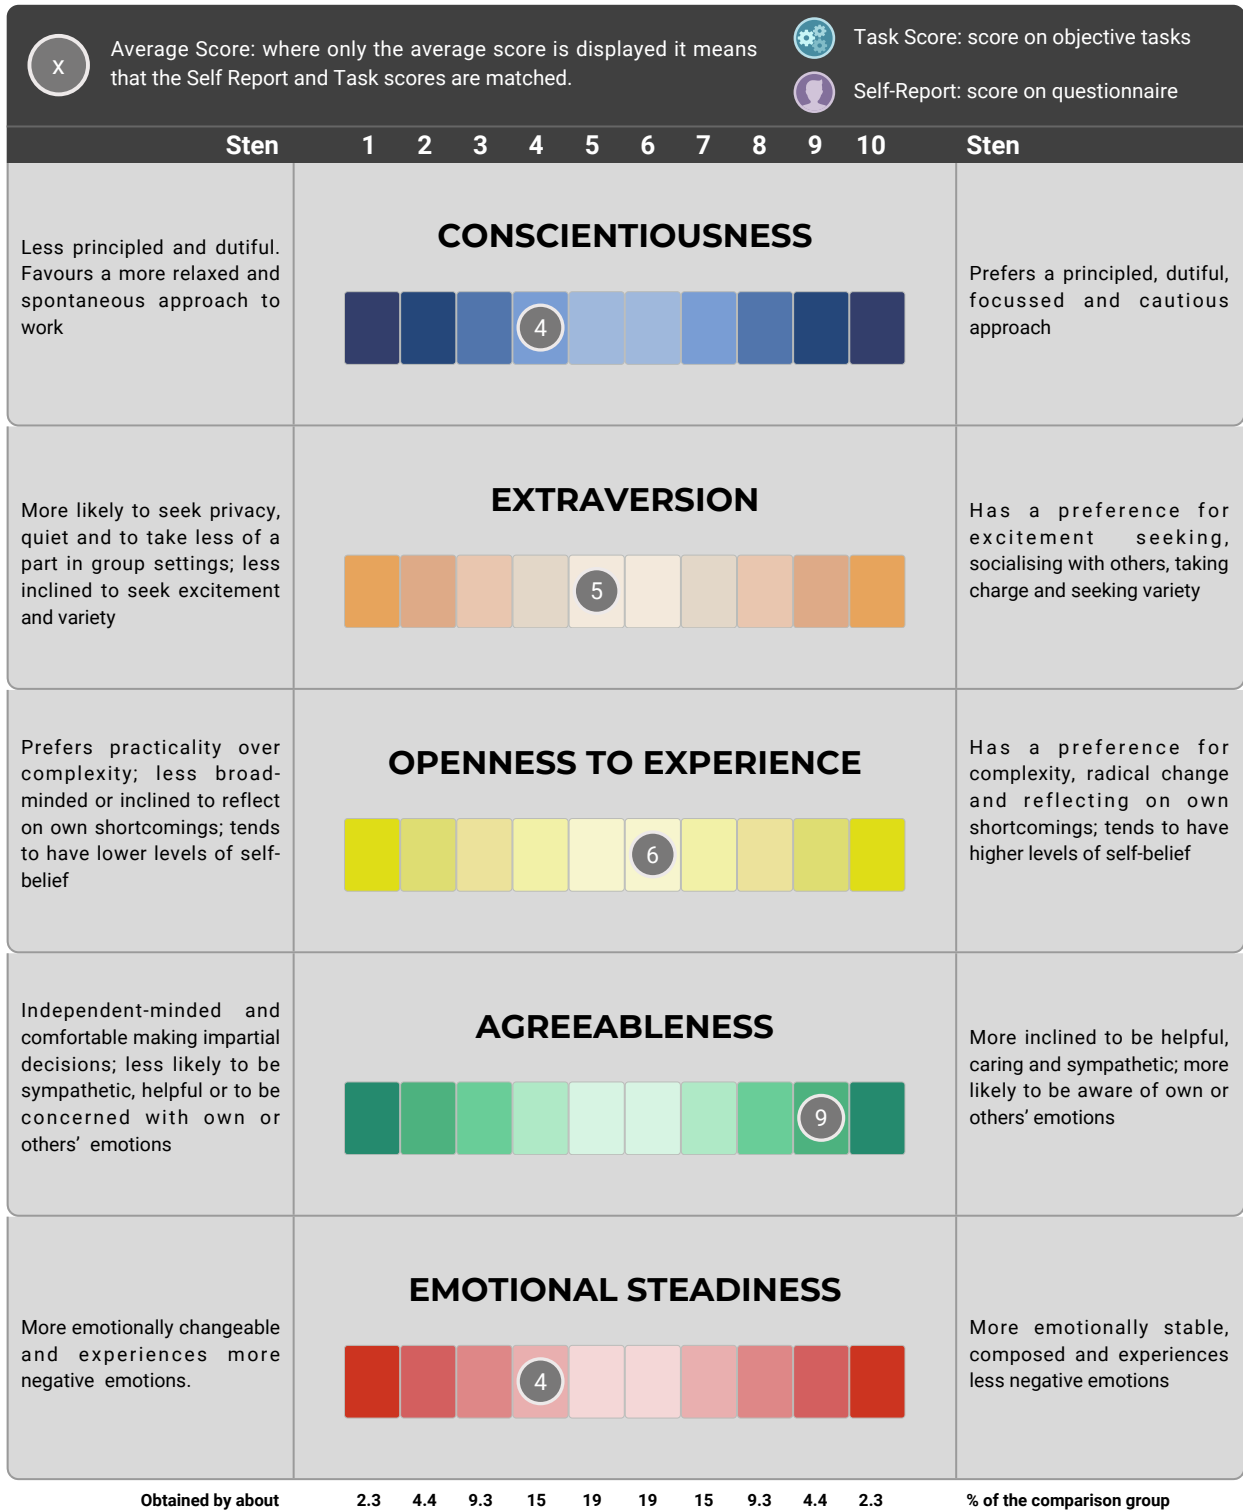 x
Average Score: where only the average score is displayed it means
that the Self Report and Task scores are matched.
Task Score: score on objective tasks
Self-Report: score on questionnaire
Sten 1 2 3 4 5 6 7 8 9 10 Sten
Less principled and dutiful.
Favours a more relaxed and
spontaneous approach to
work
CONSCIENTIOUSNESS
4
Prefers a principled, dutiful,
focussed and cautious
approach
More likely to seek privacy,
quiet and to take less of a
part in group settings; less
inclined to seek excitement
and variety
EXTRAVERSION
5
Has a preference for
excitement seeking,
socialising with others, taking
charge and seeking variety
Prefers practicality over
complexity; less broad-
minded or inclined to reflect
on own shortcomings; tends
to have lower levels of self-
belief
OPENNESS TO EXPERIENCE
6
Has a preference for
complexity, radical change
and reflecting on own
shortcomings; tends to have
higher levels of self-belief
Independent-minded and
comfortable making impartial
decisions; less likely to be
sympathetic, helpful or to be
concerned with own or
others’ emotions
AGREEABLENESS
9
More inclined to be helpful,
caring and sympathetic; more
likely to be aware of own or
others’ emotions
More emotionally changeable
and experiences more
negative emotions.
EMOTIONAL STEADINESS
4
More emotionally stable,
composed and experiences
less negative emotions
Obtained by about 2.3 4.4 9.3 15 19 19 15 9.3 4.4 2.3 % of the comparison group